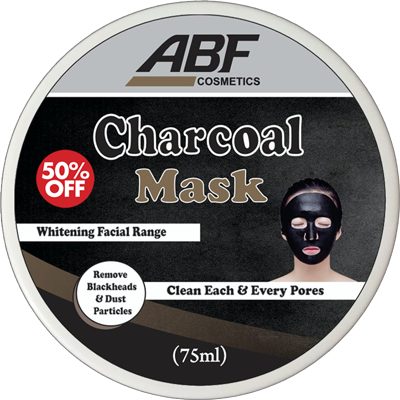 ABF
COSMETICS
Charcoal
50%
OFF
Mask
Whitening Facial Range
Remove
Blackheads
& Dust
Particles
Clean Each & Every Pores
(75ml)